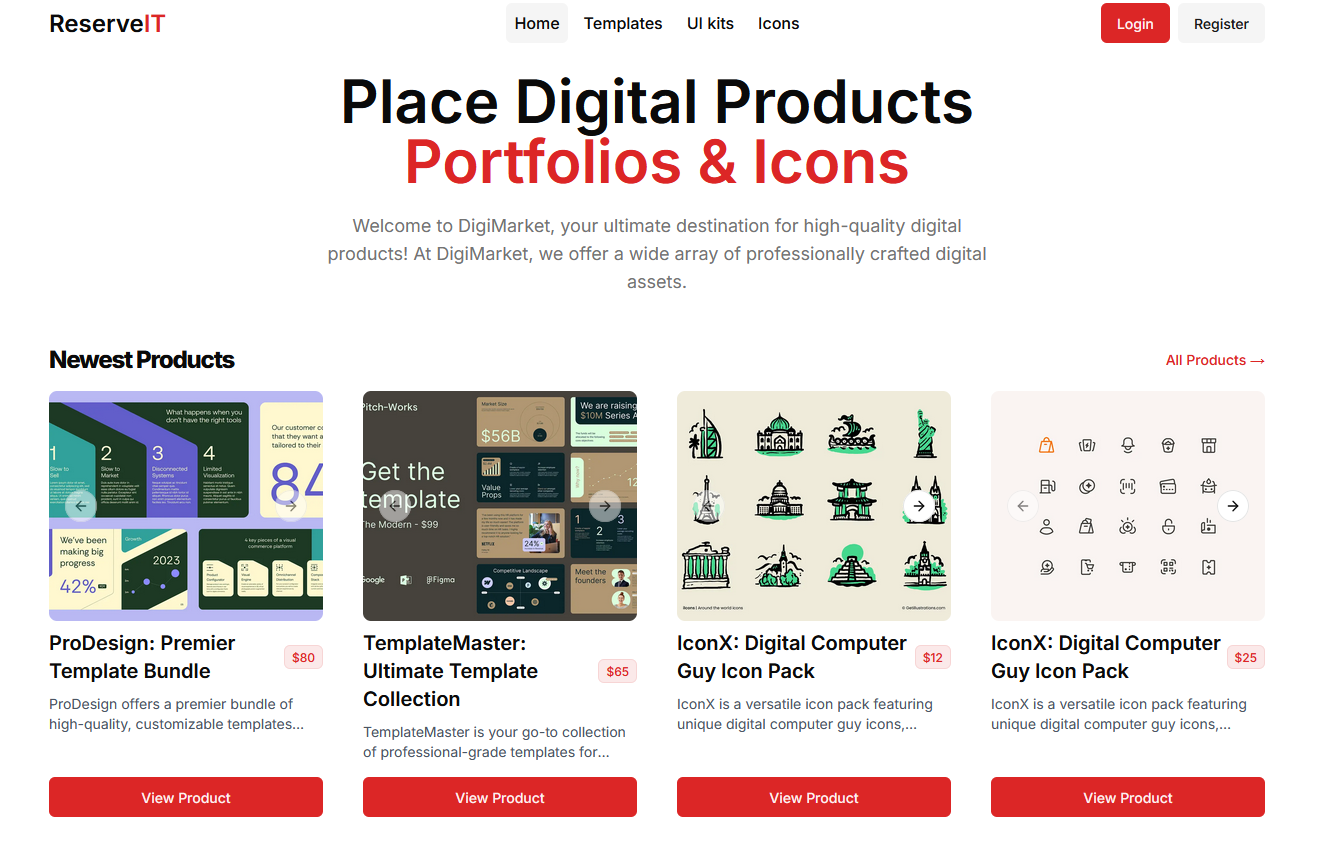 ReserveIT
Home Templates UI kits Icons
Login Register
Place Digital Products
Portfolios & Icons
Welcome to DigiMarket, your ultimate destination for high-quality digital
products! At DigiMarket, we offer a wide array of professionally crafted digital
assets.
Newest Products
All Products →
What happens when you
don't have the right tools
1
2
3
4
Slow to
Sell
Slow to
Market
Disconnected
Systems
Limited
Visualization
Our customer
that they want a
tailored to their
84
We've been
making big
progress
42%
Growth
2023
4 key pieces of a visual
commerce platform
Pitch-Works
Get the
template
The Modern - $99
Google
Figma
Market Size
$56B
We are raising
$10M Series A
Value
Props
Why now?
12
1 2 3
NETFLIX
24%
Competitive Landscape
Meet the
founders
Icons | Around the world icons
© Getillustrations.com
ProDesign: Premier
Template Bundle
$80
ProDesign offers a premier bundle of
high-quality, customizable templates...
View Product
TemplateMaster:
Ultimate Template
Collection
$65
TemplateMaster is your go-to collection
of professional-grade templates for...
View Product
IconX: Digital Computer
Guy Icon Pack
$12
IconX is a versatile icon pack featuring
unique digital computer guy icons,...
View Product
IconX: Digital Computer
Guy Icon Pack
$25
IconX is a versatile icon pack featuring
unique digital computer guy icons,...
View Product